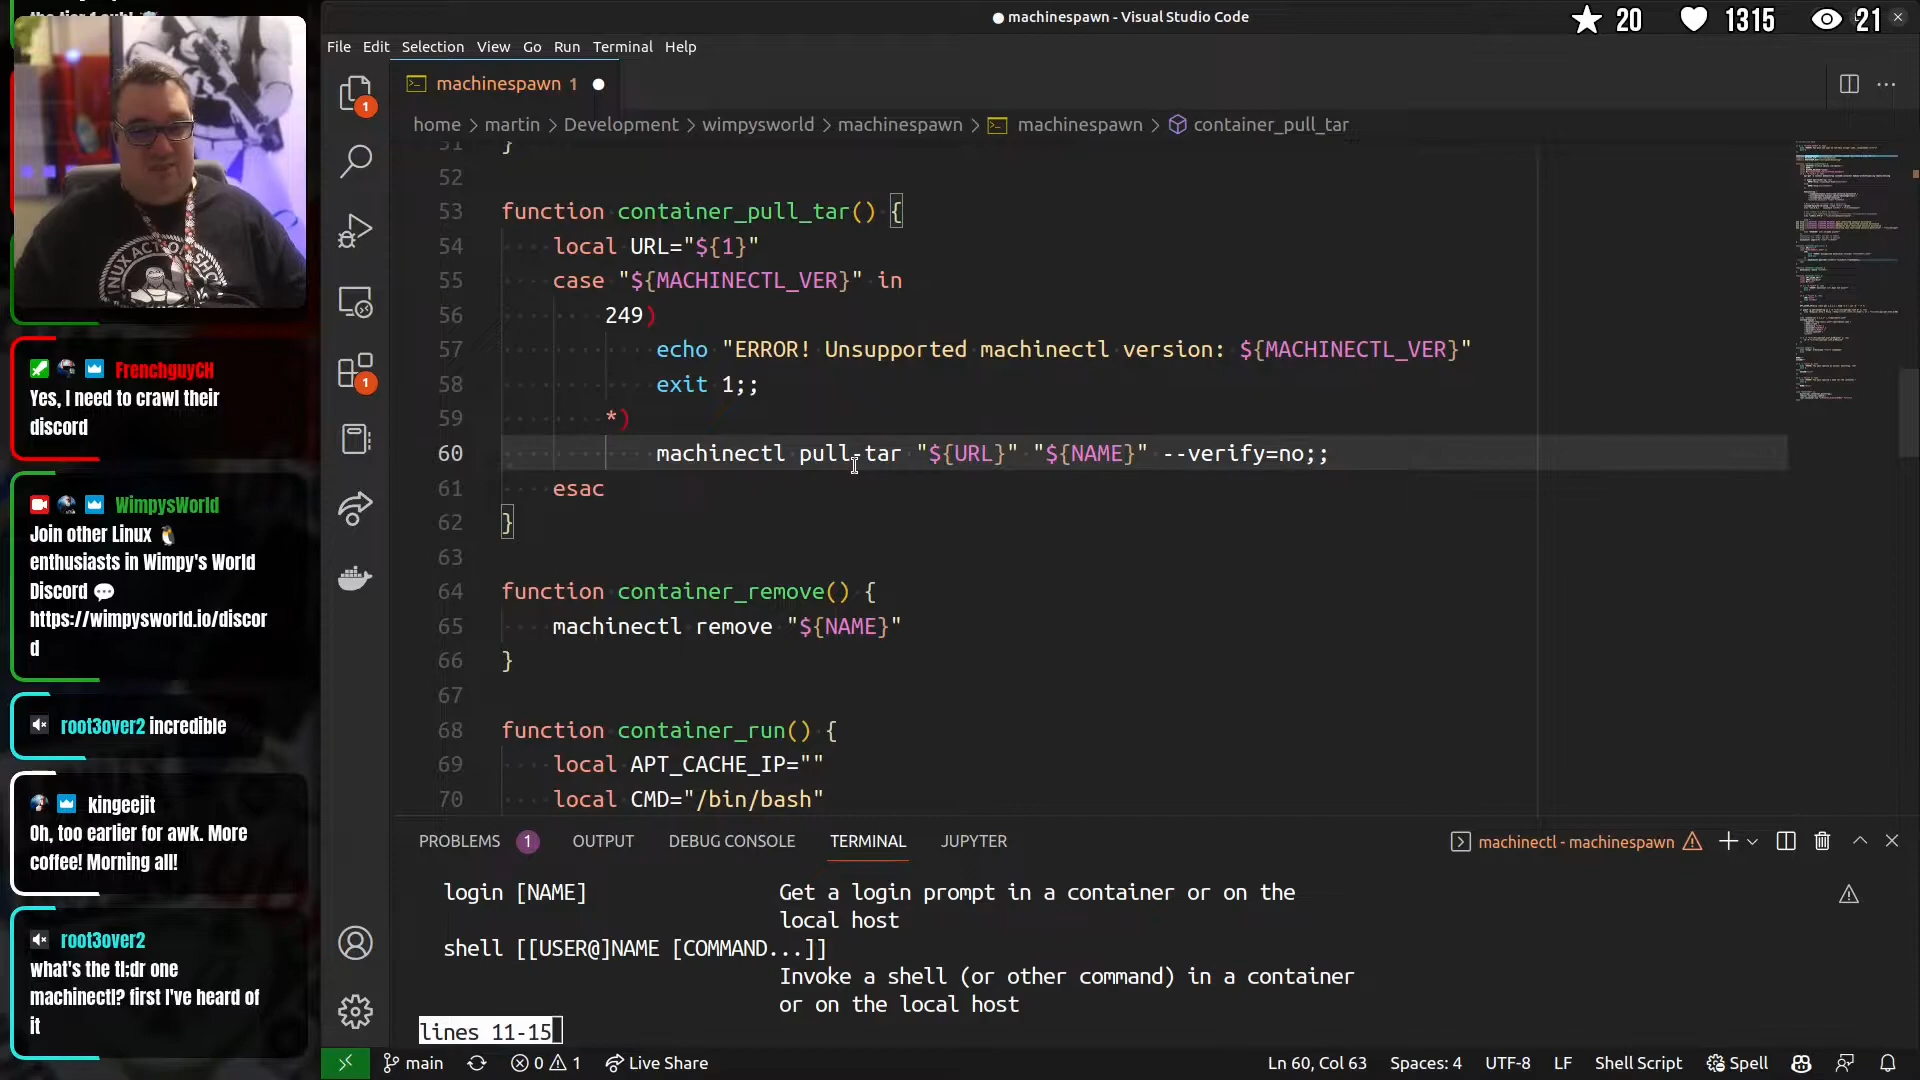 machinespawn - Visual Studio Code
20
1315
21
File Edit Selection View Go Run Terminal Help
machinespawn 1
home > martin > Development > wimpysworld > machinespawn > machinespawn > container_pull_tar
51 }
52
53 function container_pull_tar() {
54 local URL="${1}"
55 case "${MACHINECTL_VER}" in
56 249)
57 echo "ERROR! Unsupported machinectl version: ${MACHINECTL_VER}"
58 exit 1;;
59 *)
60 machinectl pull-tar "${URL}" "${NAME}" --verify=no;;
61 esac
62 }
63
64 function container_remove() {
65 machinectl remove "${NAME}"
66 }
67
68 function container_run() {
69 local APT_CACHE_IP=""
70 local CMD="/bin/bash"
1
1
PROBLEMS 1 OUTPUT DEBUG CONSOLE TERMINAL JUPYTER
machinectl - machinespawn
login [NAME] Get a login prompt in a container or on the
local host
shell [[USER@]NAME [COMMAND...]]
Invoke a shell (or other command) in a container
or on the local host
lines 11-15
main 0 1 Live Share
Ln 60, Col 63 Spaces: 4 UTF-8 LF Shell Script Spell
FrenchguyCH
Yes, I need to crawl their
discord
WimpysWorld
Join other Linux 🐧
enthusiasts in Wimpy's World
Discord 💬
https://wimpysworld.io/discor
d
root3over2 incredible
kingeejit
Oh, too earlier for awk. More
coffee! Morning all!
root3over2
what's the tl;dr one
machinectl? first I've heard of
it